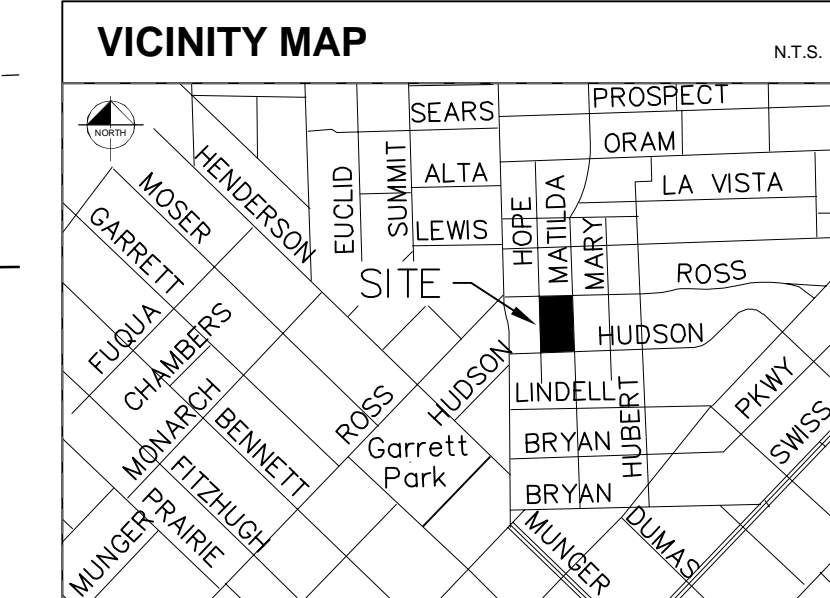 VICINITY MAP
N.T.S.
NORTH
SEARS
PROSPECT
ORAM
HENDERSON
MOSER
GARRETT
EUCLID
SUMMIT
ALTA
LEWIS
HOPE
MATILDA
MARY
LA VISTA
ROSS
SITE
HUDSON
FUQUA
CHAMBERS
MONARCH
BENNETT
ROSS
HUDSON
LINDELL
HUBERT
PKWY
SWISS
Garrett
Park
BRYAN
BRYAN
FITZHUGH
PRAIRIE
MUNGER
MUNGER
DUMAS